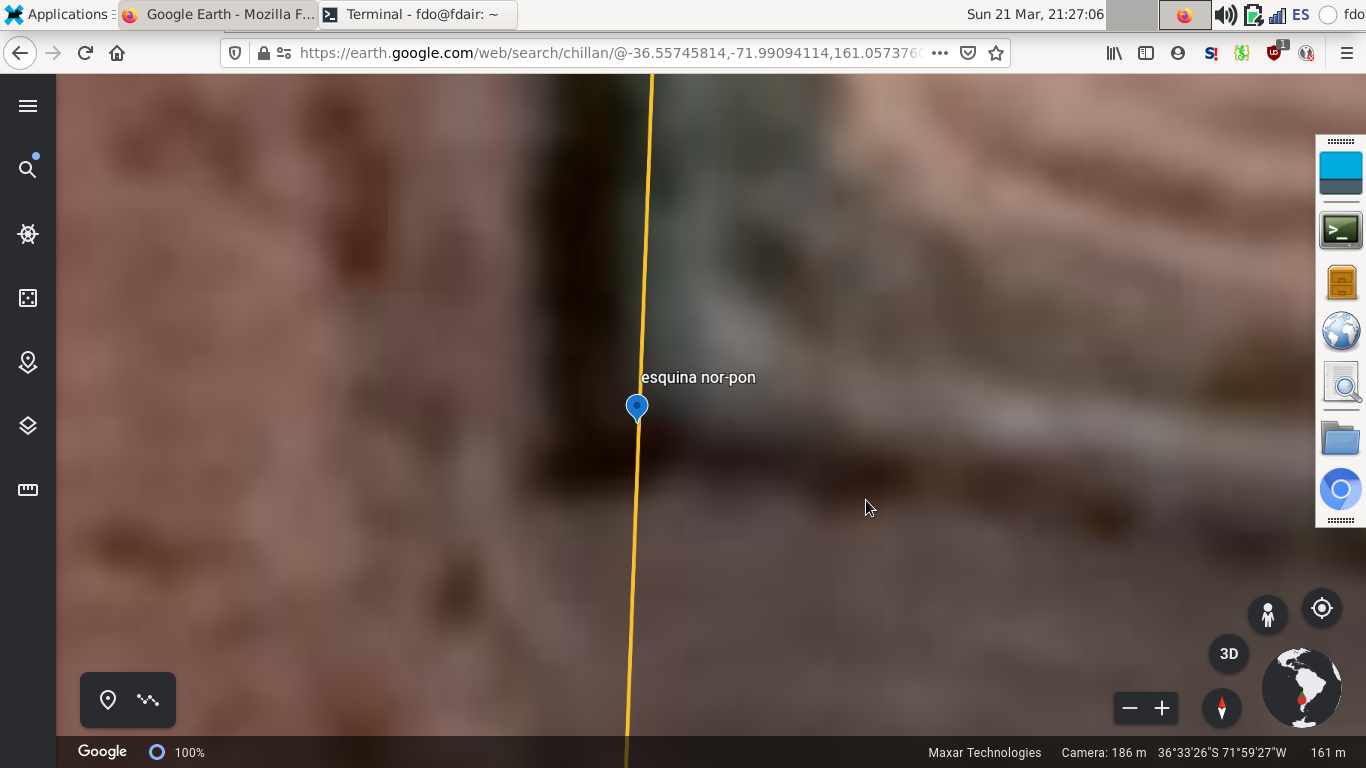 Applications
Google Earth - Mozilla F...
Terminal - fdo@fdair: ~
Sun 21 Mar, 21:27:06
ES
fdo
https://earth.google.com/web/search/chillan/@-36.55745814,-71.99094114,161.0573760
S!
1
esquina nor-pon
3D
Google
100%
Maxar Technologies
Camera: 186 m
36°33'26"S 71°59'27"W
161 m